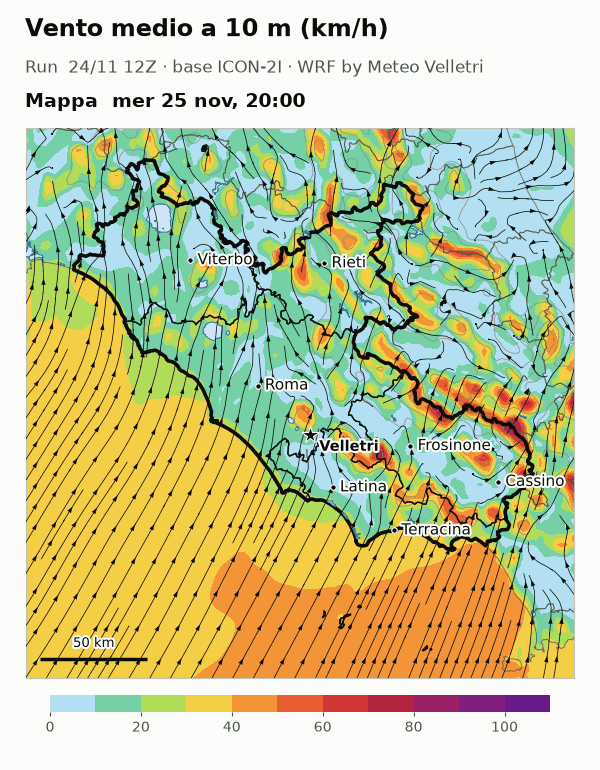 Vento medio a 10 m (km/h)
Run  24/11 12Z · base ICON-2I · WRF by Meteo Velletri
Mappa  mer 25 nov, 20:00
Viterbo
Rieti
Roma
Velletri
Frosinone
Latina
Cassino
Terracina
50 km
0 20 40 60 80 100